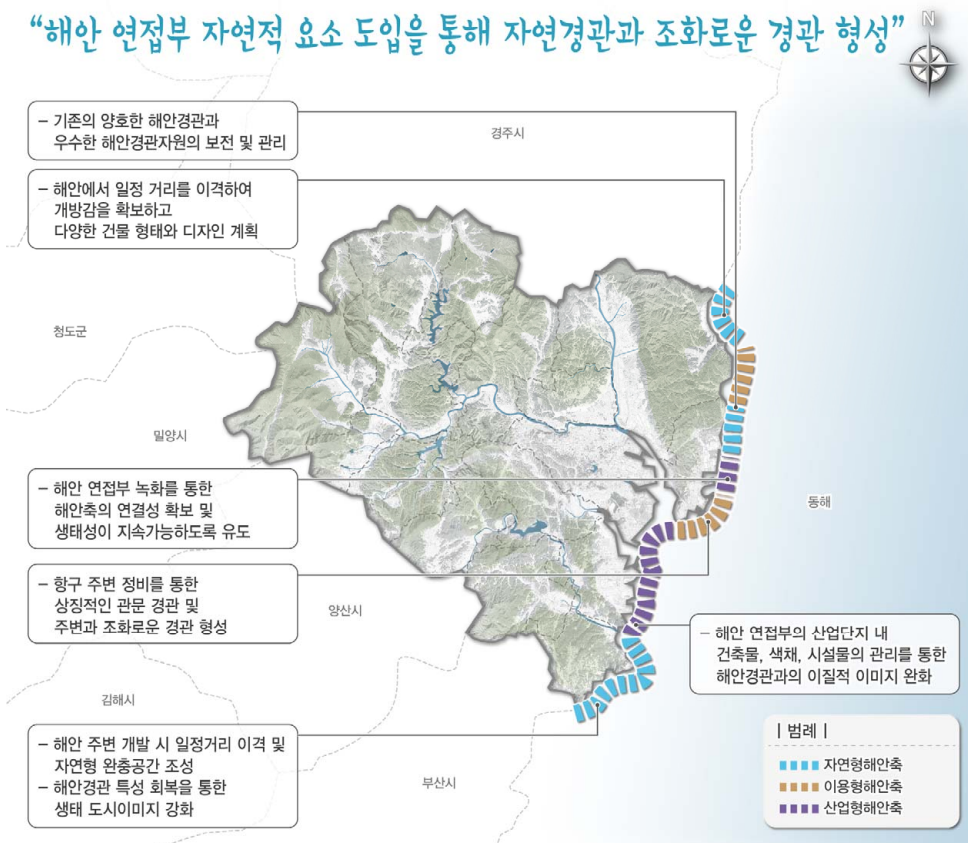 “해안 연접부 자연적 요소 도입을 통해 자연경관과 조화로운 경관 형성”
N
– 기존의 양호한 해안경관과
우수한 해안경관자원의 보전 및 관리
경주시
– 해안에서 일정 거리를 이격하여
개방감을 확보하고
다양한 건물 형태와 디자인 계획
청도군
밀양시
– 해안 연접부 녹화를 통한
해안축의 연결성 확보 및
생태성이 지속가능하도록 유도
동해
– 항구 주변 정비를 통한
상징적인 관문 경관 및
주변과 조화로운 경관 형성
양산시
– 해안 연접부의 산업단지 내
건축물, 색채, 시설물의 관리를 통한
해안경관과의 이질적 이미지 완화
김해시
– 해안 주변 개발 시 일정거리 이격 및
자연형 완충공간 조성
– 해안경관 특성 회복을 통한
생태 도시이미지 강화
부산시
| 범례 |
자연형해안축
이용형해안축
산업형해안축